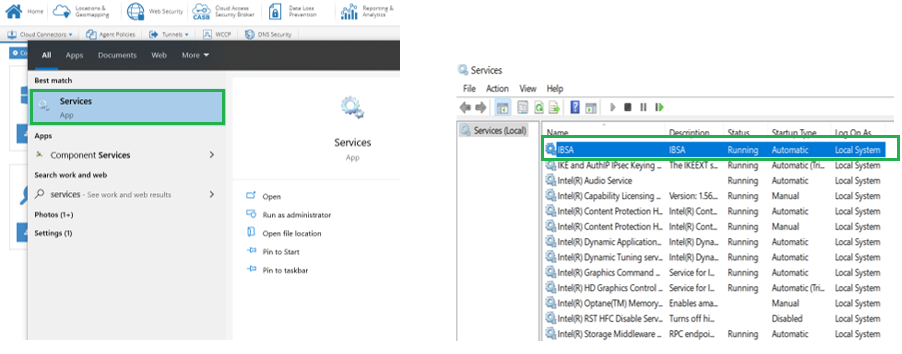 Home
Locations & Geomapping
Web Security
CASB
Cloud Access Security Broker
Data Loss Prevention
Reporting & Analytics
Cloud Connectors
Agent Policies
Tunnels
WCCP
DNS Security
All Apps Documents Web More
Best match
Services
App
Apps
Component Services
Search work and web
services - See work and web results
Photos (1+)
Settings (1)
Services
App
Open
Run as administrator
Open file location
Pin to Start
Pin to taskbar
Services
File Action View Help
Services (Local)
Name Description Status Startup Type Log On As
IBSA IBSA Running Automatic Local System
IKE and AuthIP IPsec Keying ... The IKEEXT s... Running Automatic (Tri... Local System
Intel(R) Audio Service Running Automatic Local System
Intel(R) Capability Licensing ... Version: 1.56... Running Manual Local System
Intel(R) Content Protection H... Intel(R) Cont... Running Automatic Local System
Intel(R) Content Protection H... Intel(R) Cont... Running Manual Local System
Intel(R) Dynamic Application... Intel(R) Dyna... Running Automatic Local System
Intel(R) Dynamic Tuning serv... Intel(R) Dyna... Running Automatic Local System
Intel(R) Graphics Command ... Service for I... Running Automatic Local System
Intel(R) HD Graphics Control ... Service for I... Running Automatic (Tri... Local System
Intel(R) Optane(TM) Memory... Enables ama... Manual Local System
Intel(R) RST HFC Disable Serv... Turns off hi... Disabled Local System
Intel(R) Storage Middleware ... RPC endpoi... Running Automatic Local System